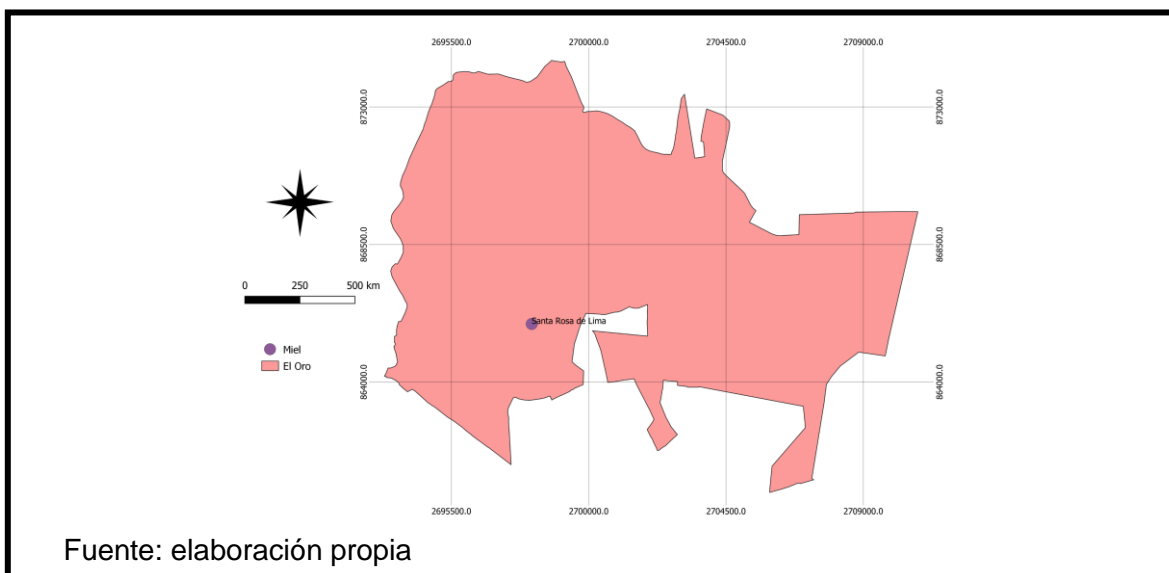 2695500.0 2700000.0 2704500.0 2709000.0
873000.0 873000.0
868500.0 868500.0
0 250 500 km
Santa Rosa de Lima
Miel
El Oro
864000.0 864000.0
2695500.0 2700000.0 2704500.0 2709000.0
Fuente: elaboración propia